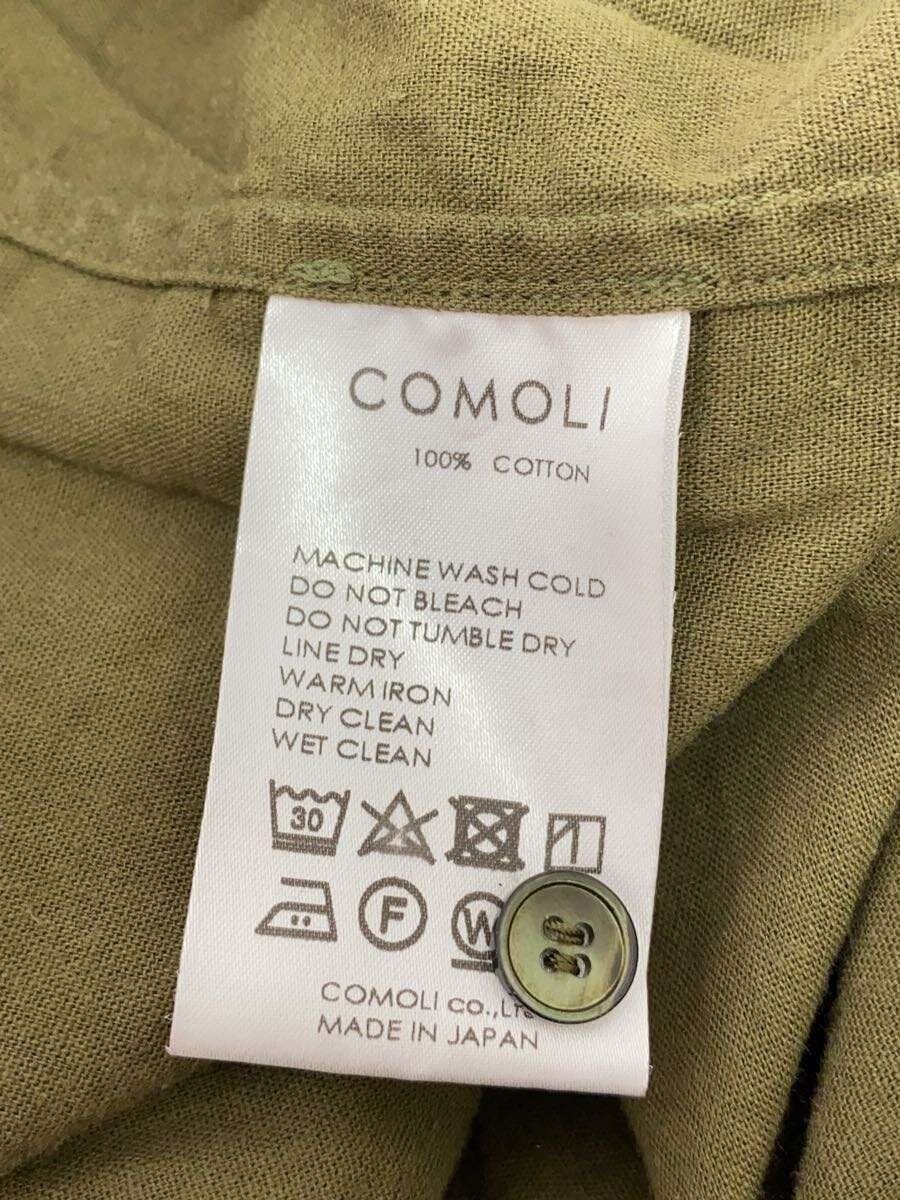 COMOLI
100% COTTON
MACHINE WASH COLD
DO NOT BLEACH
DO NOT TUMBLE DRY
LINE DRY
WARM IRON
DRY CLEAN
WET CLEAN
30
F W
COMOLI CO.,
MADE IN JAPAN